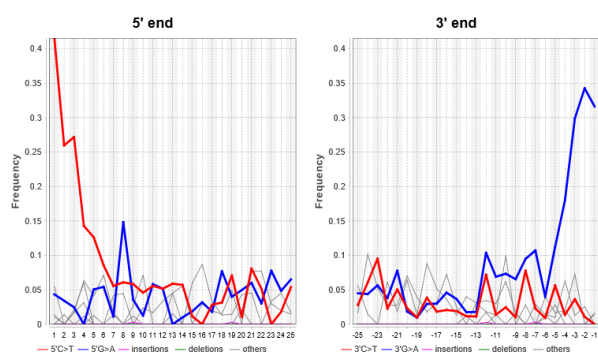 5' end
3' end
Frequency
0.4
0.35
0.3
0.25
0.2
0.15
0.1
0.05
0
1 2 3 4 5 6 7 8 9 10 11 12 13 14 15 16 17 18 19 20 21 22 23 24 25
5'C>T 5'G>A insertions deletions others
Frequency
0.4
0.35
0.3
0.25
0.2
0.15
0.1
0.05
0
-25 -23 -21 -19 -17 -15 -13 -11 -9 -8 -7 -6 -5 -4 -3 -2 -1
3'C>T 3'G>A insertions deletions others